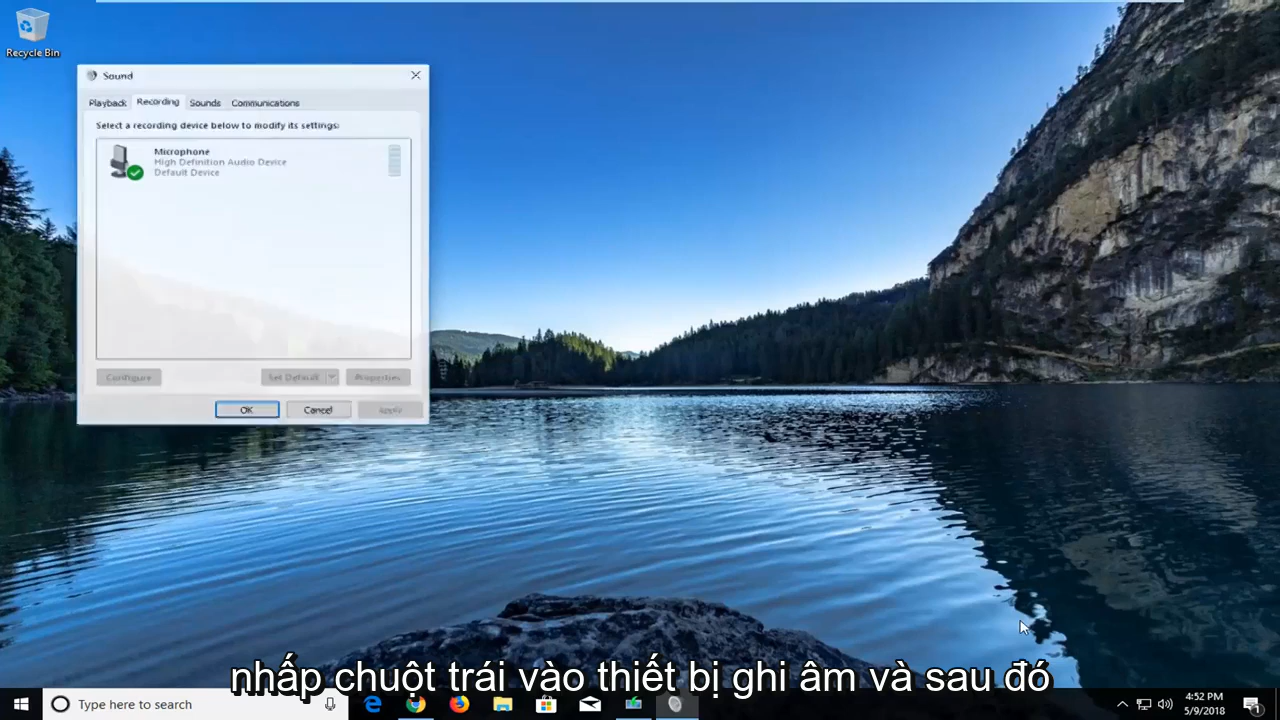 Recycle Bin
Sound
Playback Recording Sounds Communications
Select a recording device below to modify its settings:
Microphone
High Definition Audio Device
Default Device
Configure Set Default Properties
OK Cancel Apply
nhấp chuột trái vào thiết bị ghi âm và sau đó
Type here to search
4:52 PM
5/9/2018
1